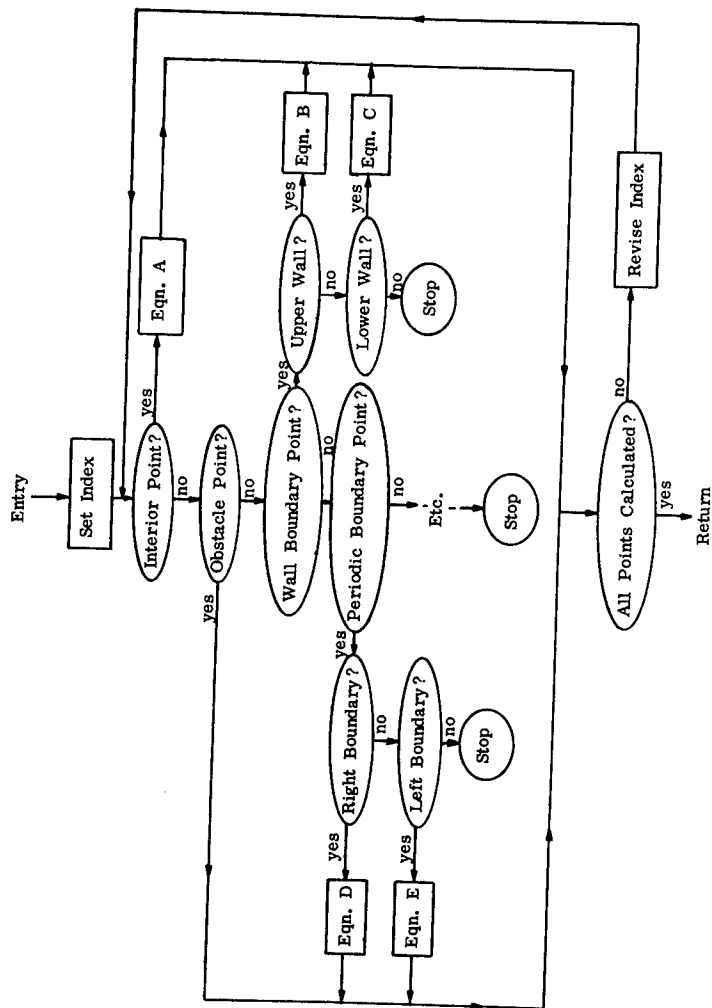 Entry
Set Index
Interior Point?
yes
Eqn. A
no
Obstacle Point?
yes
no
Wall Boundary Point?
yes
Upper Wall?
yes
Eqn. B
no
Lower Wall?
yes
Eqn. C
no
Stop
no
Periodic Boundary Point?
yes
Right Boundary?
yes
Eqn. D
no
Left Boundary?
yes
Eqn. E
no
Stop
no
Etc.
Stop
All Points Calculated?
no
Revise Index
yes
Return